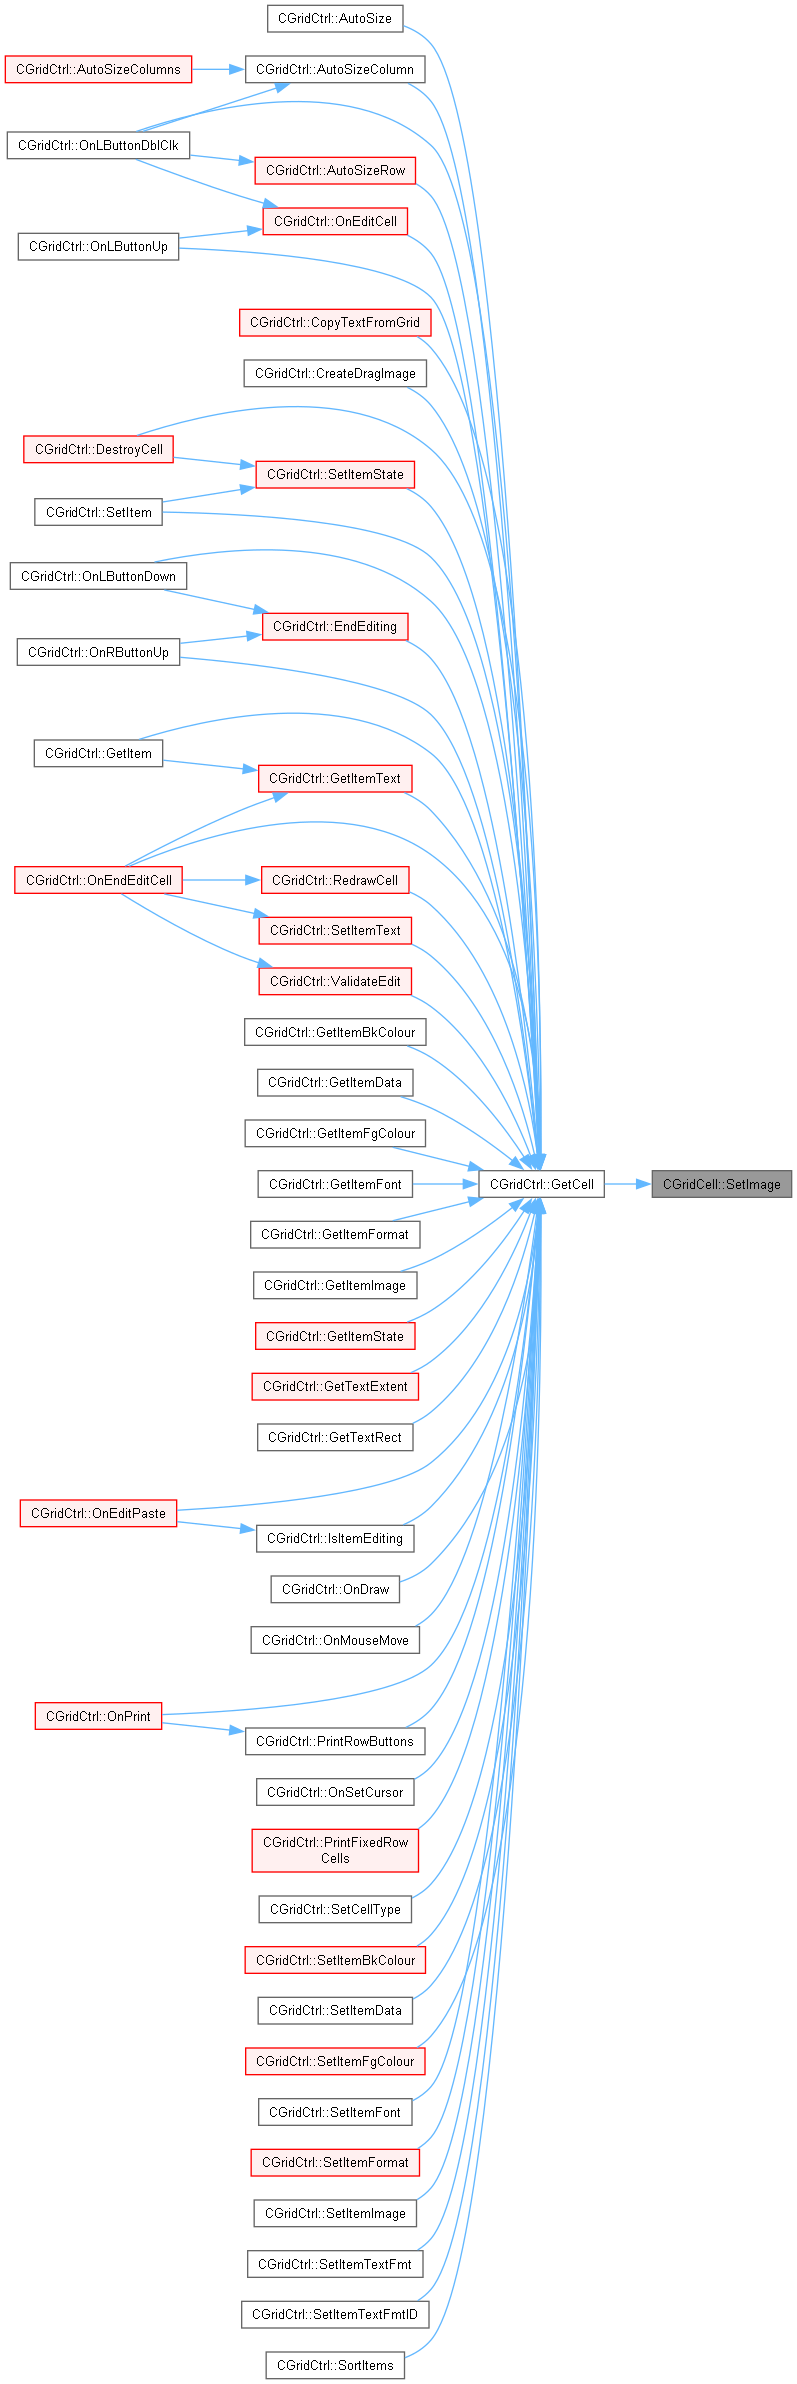 CGridCtrl::AutoSize
CGridCtrl::AutoSizeColumns
CGridCtrl::AutoSizeColumn
CGridCtrl::OnLButtonDblClk
CGridCtrl::AutoSizeRow
CGridCtrl::OnEditCell
CGridCtrl::OnLButtonUp
CGridCtrl::CopyTextFromGrid
CGridCtrl::CreateDragImage
CGridCtrl::DestroyCell
CGridCtrl::SetItemState
CGridCtrl::SetItem
CGridCtrl::OnLButtonDown
CGridCtrl::EndEditing
CGridCtrl::OnRButtonUp
CGridCtrl::GetItem
CGridCtrl::GetItemText
CGridCtrl::OnEndEditCell
CGridCtrl::RedrawCell
CGridCtrl::SetItemText
CGridCtrl::ValidateEdit
CGridCtrl::GetItemBkColour
CGridCtrl::GetItemData
CGridCtrl::GetItemFgColour
CGridCtrl::GetItemFont
CGridCtrl::GetCell
CGridCell::SetImage
CGridCtrl::GetItemFormat
CGridCtrl::GetItemImage
CGridCtrl::GetItemState
CGridCtrl::GetTextExtent
CGridCtrl::GetTextRect
CGridCtrl::OnEditPaste
CGridCtrl::IsItemEditing
CGridCtrl::OnDraw
CGridCtrl::OnMouseMove
CGridCtrl::OnPrint
CGridCtrl::PrintRowButtons
CGridCtrl::OnSetCursor
CGridCtrl::PrintFixedRow
Cells
CGridCtrl::SetCellType
CGridCtrl::SetItemBkColour
CGridCtrl::SetItemData
CGridCtrl::SetItemFgColour
CGridCtrl::SetItemFont
CGridCtrl::SetItemFormat
CGridCtrl::SetItemImage
CGridCtrl::SetItemTextFmt
CGridCtrl::SetItemTextFmtID
CGridCtrl::SortItems